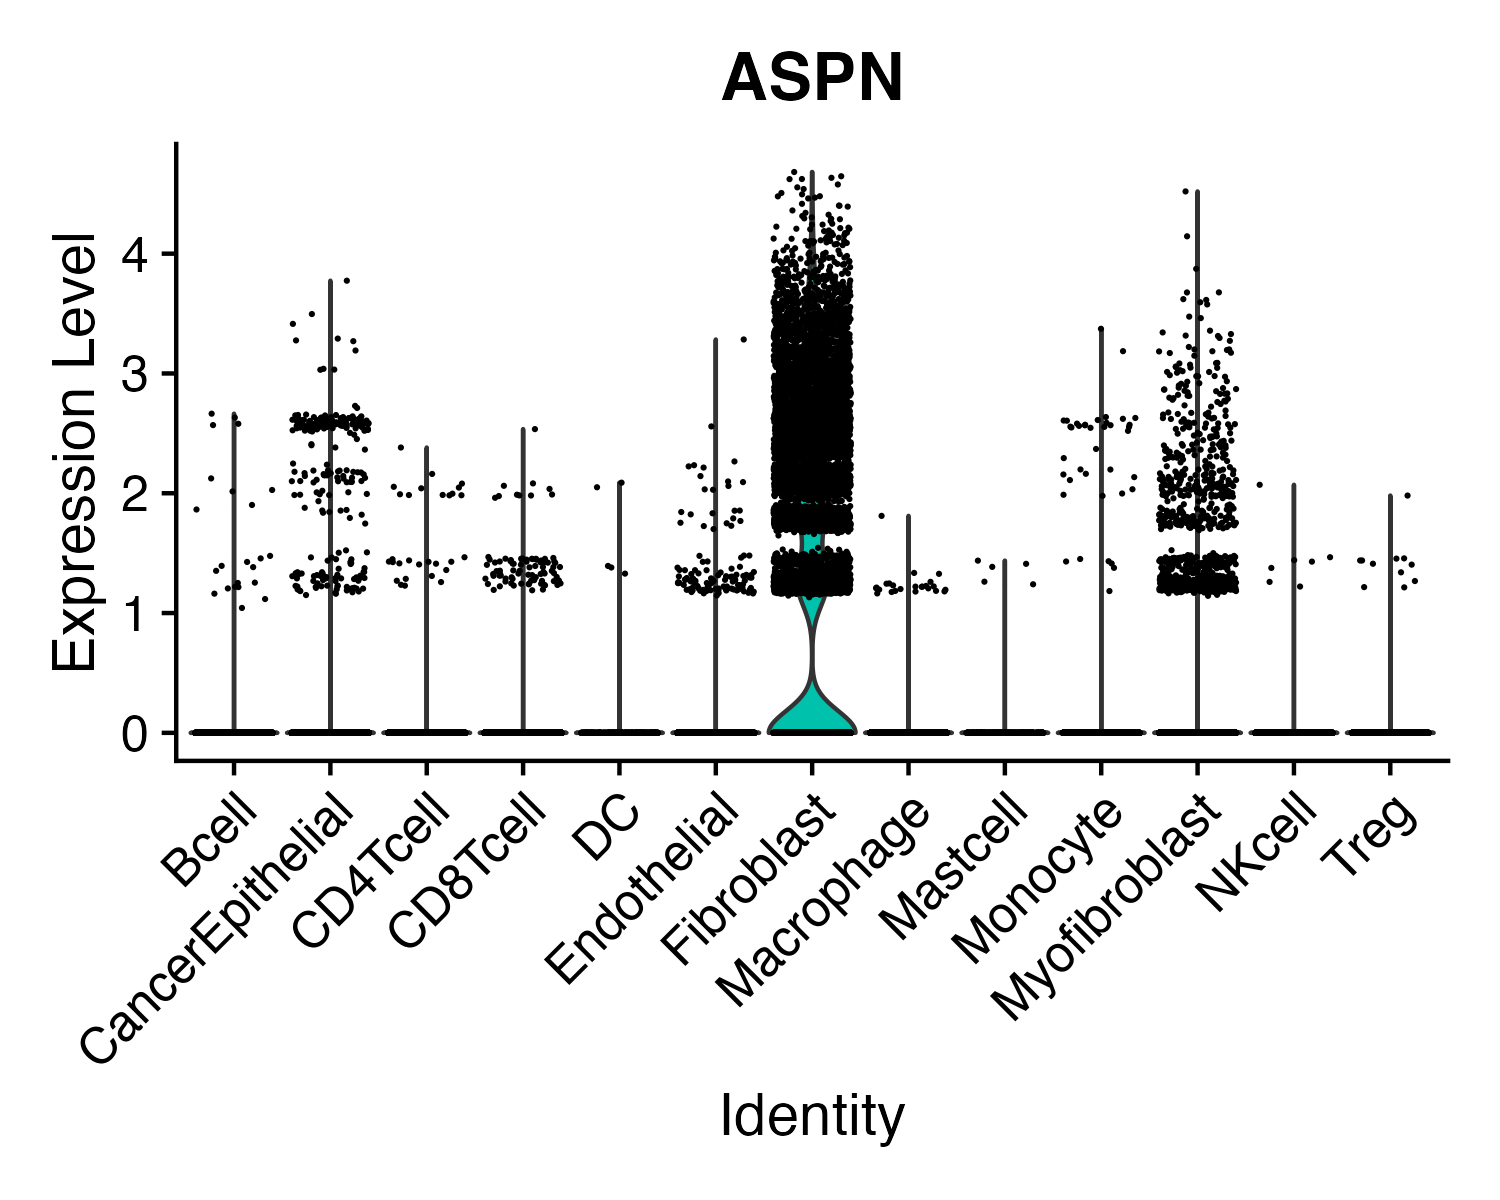 ASPN
Expression Level
4
3
2
1
0
Bcell
CancerEpithelial
CD4Tcell
CD8Tcell
DC
Endothelial
Fibroblast
Macrophage
Mastcell
Monocyte
Myofibroblast
NKcell
Treg
Identity